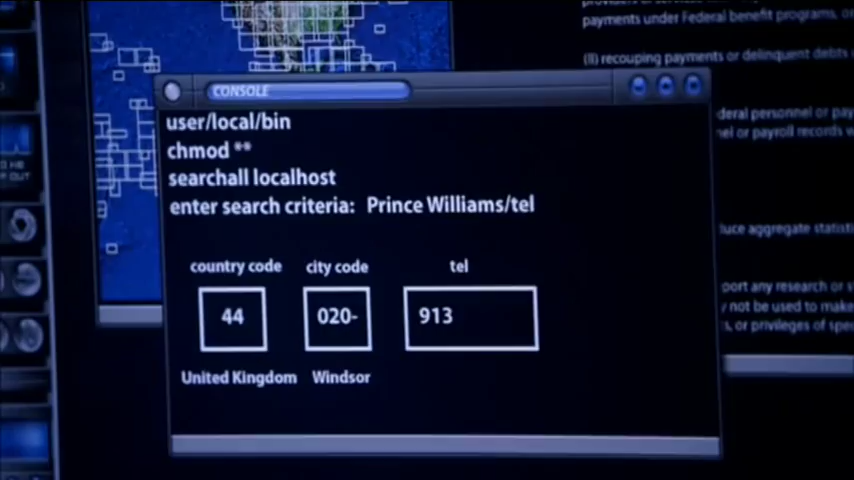 payments under Federal benefit programs, or
(II) recouping payments or delinquent debts
CONSOLE
user/local/bin
chmod **
searchall localhost
enter search criteria: Prince Williams/tel
country code city code tel
44 020- 913
United Kingdom Windsor
deral personnel or pay
nel or payroll records w
luce aggregate statisti
port any research or s
y not be used to make
s, or privileges of spec